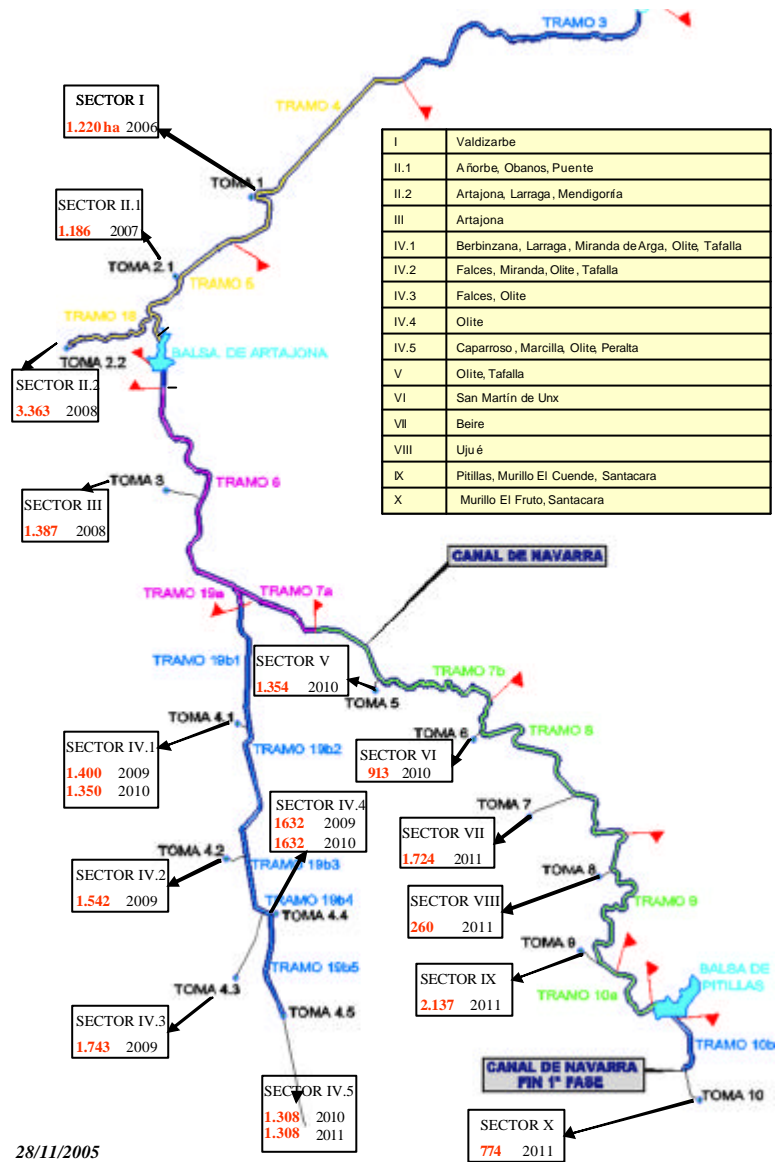 TRAMO 3
SECTOR I
1.220 ha 2006
TRAMO 4
TOMA 1
I Valdizarbe
II.1 Añorbe, Obanos, Puente
II.2 Artajona, Larraga, Mendigorría
III Artajona
IV.1 Berbinzana, Larraga, Miranda de Arga, Olite, Tafalla
IV.2 Falces, Miranda, Olite, Tafalla
IV.3 Falces, Olite
IV.4 Olite
IV.5 Caparroso, Marcilla, Olite, Peralta
V Olite, Tafalla
VI San Martín de Unx
VII Beire
VIII Ujué
IX Pitillas, Murillo El Cuende, Santacara
X Murillo El Fruto, Santacara
SECTOR II.1
1.186 2007
TOMA 2.1
TRAMO 5
TRAMO 18
TOMA 2.2
BALSA DE ARTAJONA
SECTOR II.2
3.363 2008
TOMA 3
TRAMO 6
SECTOR III
1.387 2008
CANAL DE NAVARRA
TRAMO 19a
TRAMO 7a
TRAMO 19b1
SECTOR V
1.354 2010
TOMA 5
TRAMO 7b
TOMA 4.1
TRAMO 19b2
SECTOR IV.1
1.400 2009
1.350 2010
TOMA 6
TRAMO 8
SECTOR VI
913 2010
SECTOR IV.4
1632 2009
1632 2010
TOMA 7
SECTOR VII
1.724 2011
TOMA 4.2
TRAMO 19b3
SECTOR IV.2
1.542 2009
TOMA 8
SECTOR VIII
260 2011
TRAMO 19b4
TOMA 4.4
TRAMO 9
TOMA 9
TRAMO 19b5
TOMA 4.3
SECTOR IX
2.137 2011
TRAMO 10a
BALSA DE
PITILLAS
TOMA 4.5
SECTOR IV.3
1.743 2009
TRAMO 10b
CANAL DE NAVARRA
FIN 1ª FASE
TOMA 10
SECTOR IV.5
1.308 2010
1.308 2011
SECTOR X
774 2011
28/11/2005